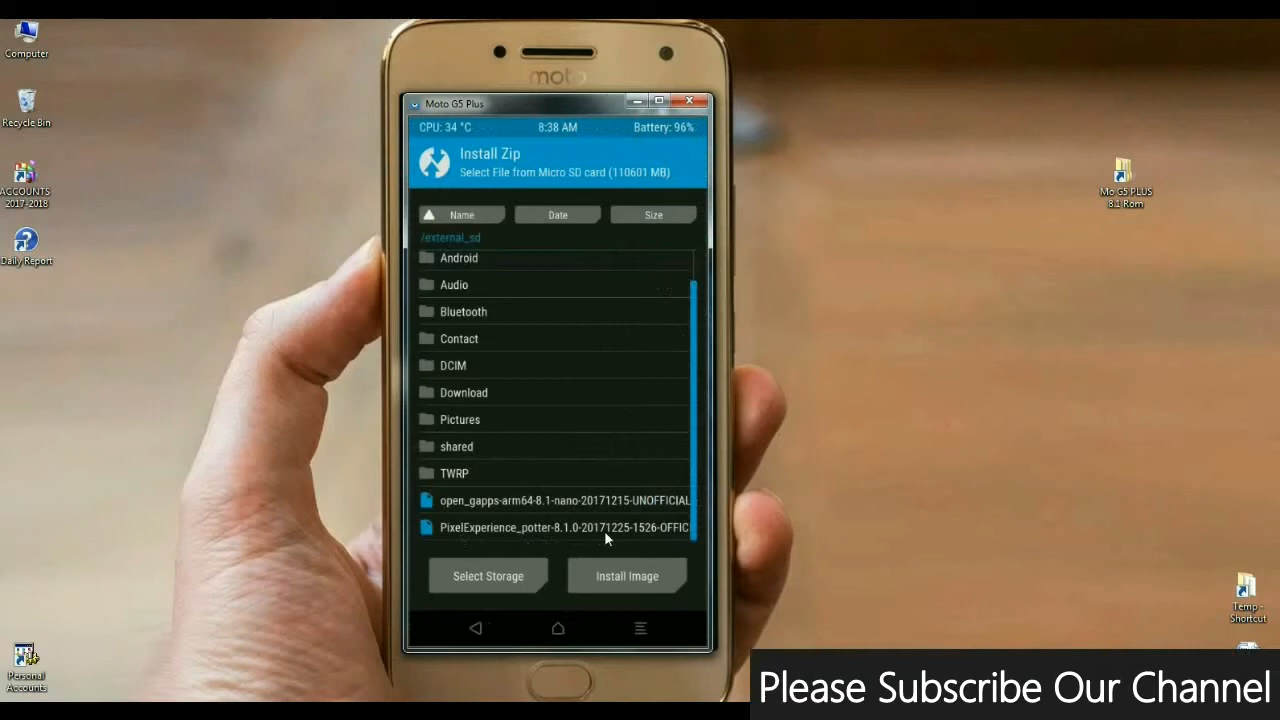 Computer
Recycle Bin
ACCOUNTS
2017-2018
Daily Report
Personal
Accounts
moto
Moto G5 Plus
CPU: 34 °C
8:38 AM
Battery: 96%
Install Zip
Select File from Micro SD card (110601 MB)
Name
Date
Size
/external_sd
Android
Audio
Bluetooth
Contact
DCIM
Download
Pictures
shared
TWRP
open_gapps-arm64-8.1-nano-20171215-UNOFFICIAL
PixelExperience_potter-8.1.0-20171225-1526-OFFIC
Select Storage
Install Image
Mo G5 PLUS
8.1 Rom
Temp -
Shortcut
Please Subscribe Our Channel